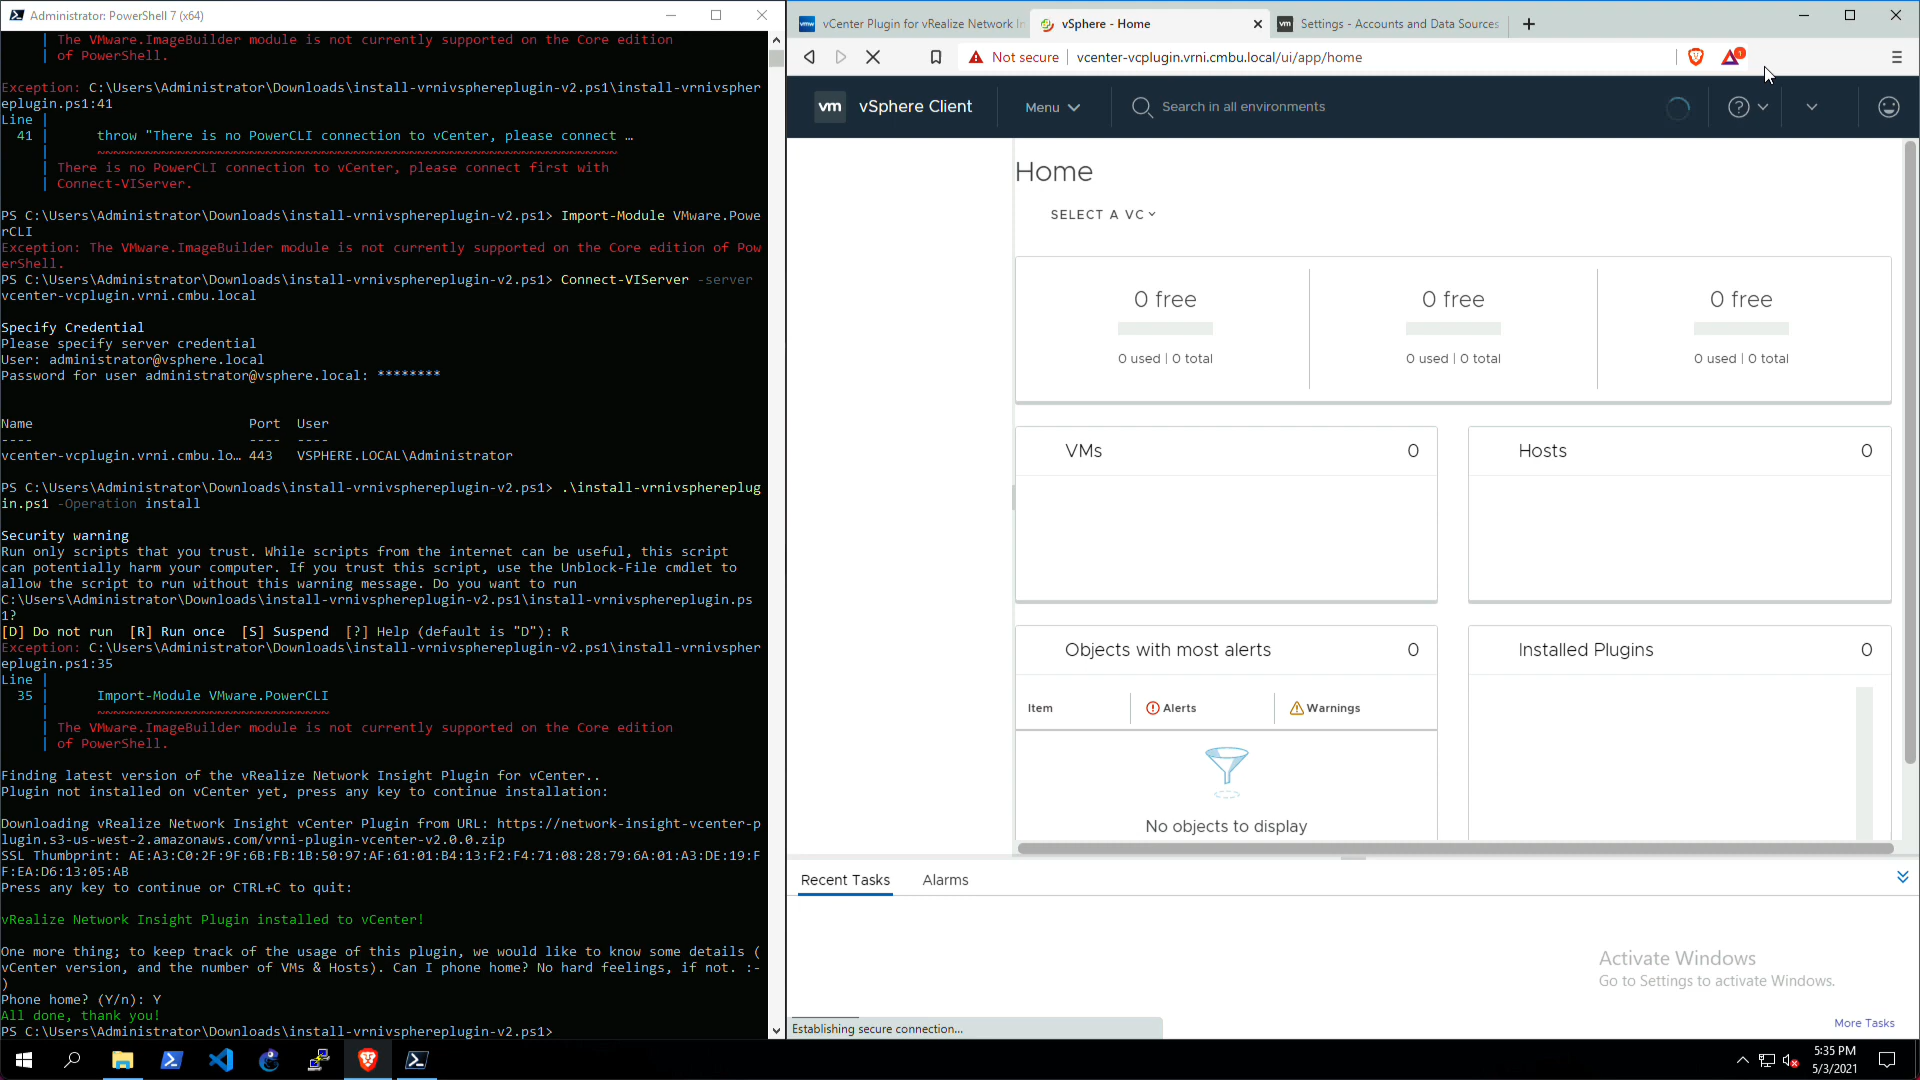 Administrator: PowerShell 7 (x64)
| The VMware.ImageBuilder module is not currently supported on the Core edition
| of PowerShell.
Exception: C:\Users\Administrator\Downloads\install-vrnivsphereplugin-v2.ps1\install-vrnivspher
eplugin.ps1:41
Line |
41 | throw "There is no PowerCLI connection to vCenter, please connect …
| ~~~~~~~~~~~~~~~~~~~~~~~~~~~~~~~~~~~~~~~~~~~~~~~~~~~~~~~~~~~~~~~~~
| There is no PowerCLI connection to vCenter, please connect first with
| Connect-VIServer.
PS C:\Users\Administrator\Downloads\install-vrnivsphereplugin-v2.ps1> Import-Module VMware.Powe
rCLI
Exception: The VMware.ImageBuilder module is not currently supported on the Core edition of Pow
erShell.
PS C:\Users\Administrator\Downloads\install-vrnivsphereplugin-v2.ps1> Connect-VIServer -server
vcenter-vcplugin.vrni.cmbu.local
Specify Credential
Please specify server credential
User: administrator@vsphere.local
Password for user administrator@vsphere.local: ********
Name Port User
---- ---- ----
vcenter-vcplugin.vrni.cmbu.lo… 443 VSPHERE.LOCAL\Administrator
PS C:\Users\Administrator\Downloads\install-vrnivsphereplugin-v2.ps1> .\install-vrnivsphereplug
in.ps1 -Operation install
Security warning
Run only scripts that you trust. While scripts from the internet can be useful, this script
can potentially harm your computer. If you trust this script, use the Unblock-File cmdlet to
allow the script to run without this warning message. Do you want to run
C:\Users\Administrator\Downloads\install-vrnivsphereplugin-v2.ps1\install-vrnivsphereplugin.ps
1?
[D] Do not run [R] Run once [S] Suspend [?] Help (default is "D"): R
Exception: C:\Users\Administrator\Downloads\install-vrnivsphereplugin-v2.ps1\install-vrnivspher
eplugin.ps1:35
Line |
35 | Import-Module VMware.PowerCLI
| ~~~~~~~~~~~~~~~~~~~~~~~~~~~~~
| The VMware.ImageBuilder module is not currently supported on the Core edition
| of PowerShell.
Finding latest version of the vRealize Network Insight Plugin for vCenter..
Plugin not installed on vCenter yet, press any key to continue installation:
Downloading vRealize Network Insight vCenter Plugin from URL: https://network-insight-vcenter-p
lugin.s3-us-west-2.amazonaws.com/vrni-plugin-vcenter-v2.0.0.zip
SSL Thumbprint: AE:A3:C0:2F:9F:6B:FB:1B:50:97:AF:61:01:B4:13:F2:F4:71:08:28:79:6A:01:A3:DE:19:F
F:EA:D6:13:05:AB
Press any key to continue or CTRL+C to quit:
vRealize Network Insight Plugin installed to vCenter!
One more thing; to keep track of the usage of this plugin, we would like to know some details (
vCenter version, and the number of VMs & Hosts). Can I phone home? No hard feelings, if not. :-
)
Phone home? (Y/n): Y
All done, thank you!
PS C:\Users\Administrator\Downloads\install-vrnivsphereplugin-v2.ps1>
vmw vCenter Plugin for vRealize Network In
vSphere - Home
vm Settings - Accounts and Data Sources
Not secure
vcenter-vcplugin.vrni.cmbu.local/ui/app/home
1
vm vSphere Client
Menu
Search in all environments
Home
SELECT A VC
0 free 0 free 0 free
0 used | 0 total 0 used | 0 total 0 used | 0 total
VMs 0
Hosts 0
Objects with most alerts 0
Installed Plugins 0
Item Alerts Warnings
No objects to display
Recent Tasks Alarms
Activate Windows
Go to Settings to activate Windows.
More Tasks
Establishing secure connection...
5:35 PM
5/3/2021